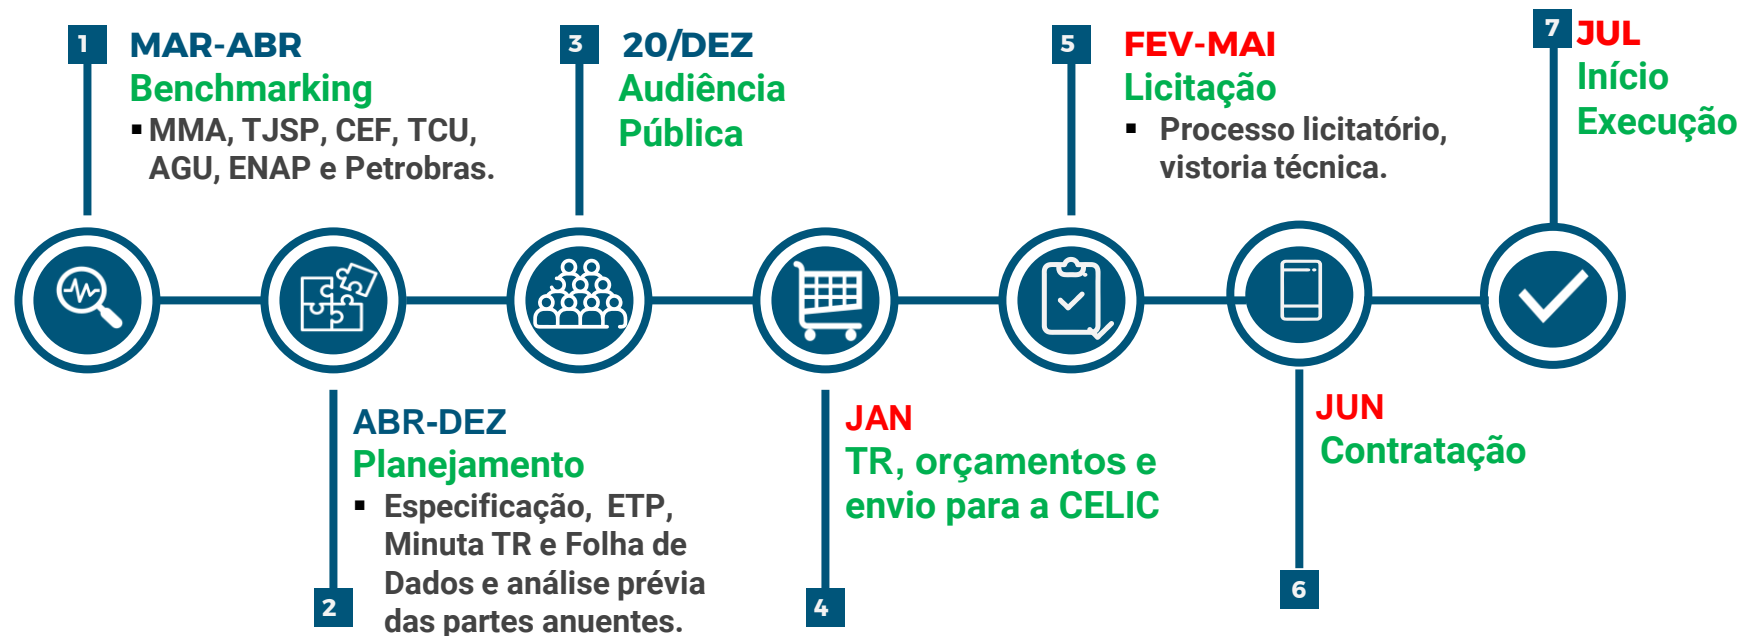 1
MAR-ABR
Benchmarking
▪ MMA, TJSP, CEF, TCU,
AGU, ENAP e Petrobras.
2
ABR-DEZ
Planejamento
▪ Especificação, ETP,
Minuta TR e Folha de
Dados e análise prévia
das partes anuentes.
3
20/DEZ
Audiência
Pública
4
JAN
TR, orçamentos e
envio para a CELIC
5
FEV-MAI
Licitação
▪ Processo licitatório,
vistoria técnica.
6
JUN
Contratação
7
JUL
Início
Execução